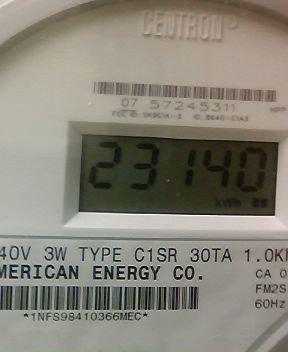 CENTRON®
07 57245311
23140
kWh
40V 3W TYPE C1SR 30TA 1.0K
MERICAN ENERGY CO.
CA 0
FM2S
60Hz
*1NFS98410366MEC*